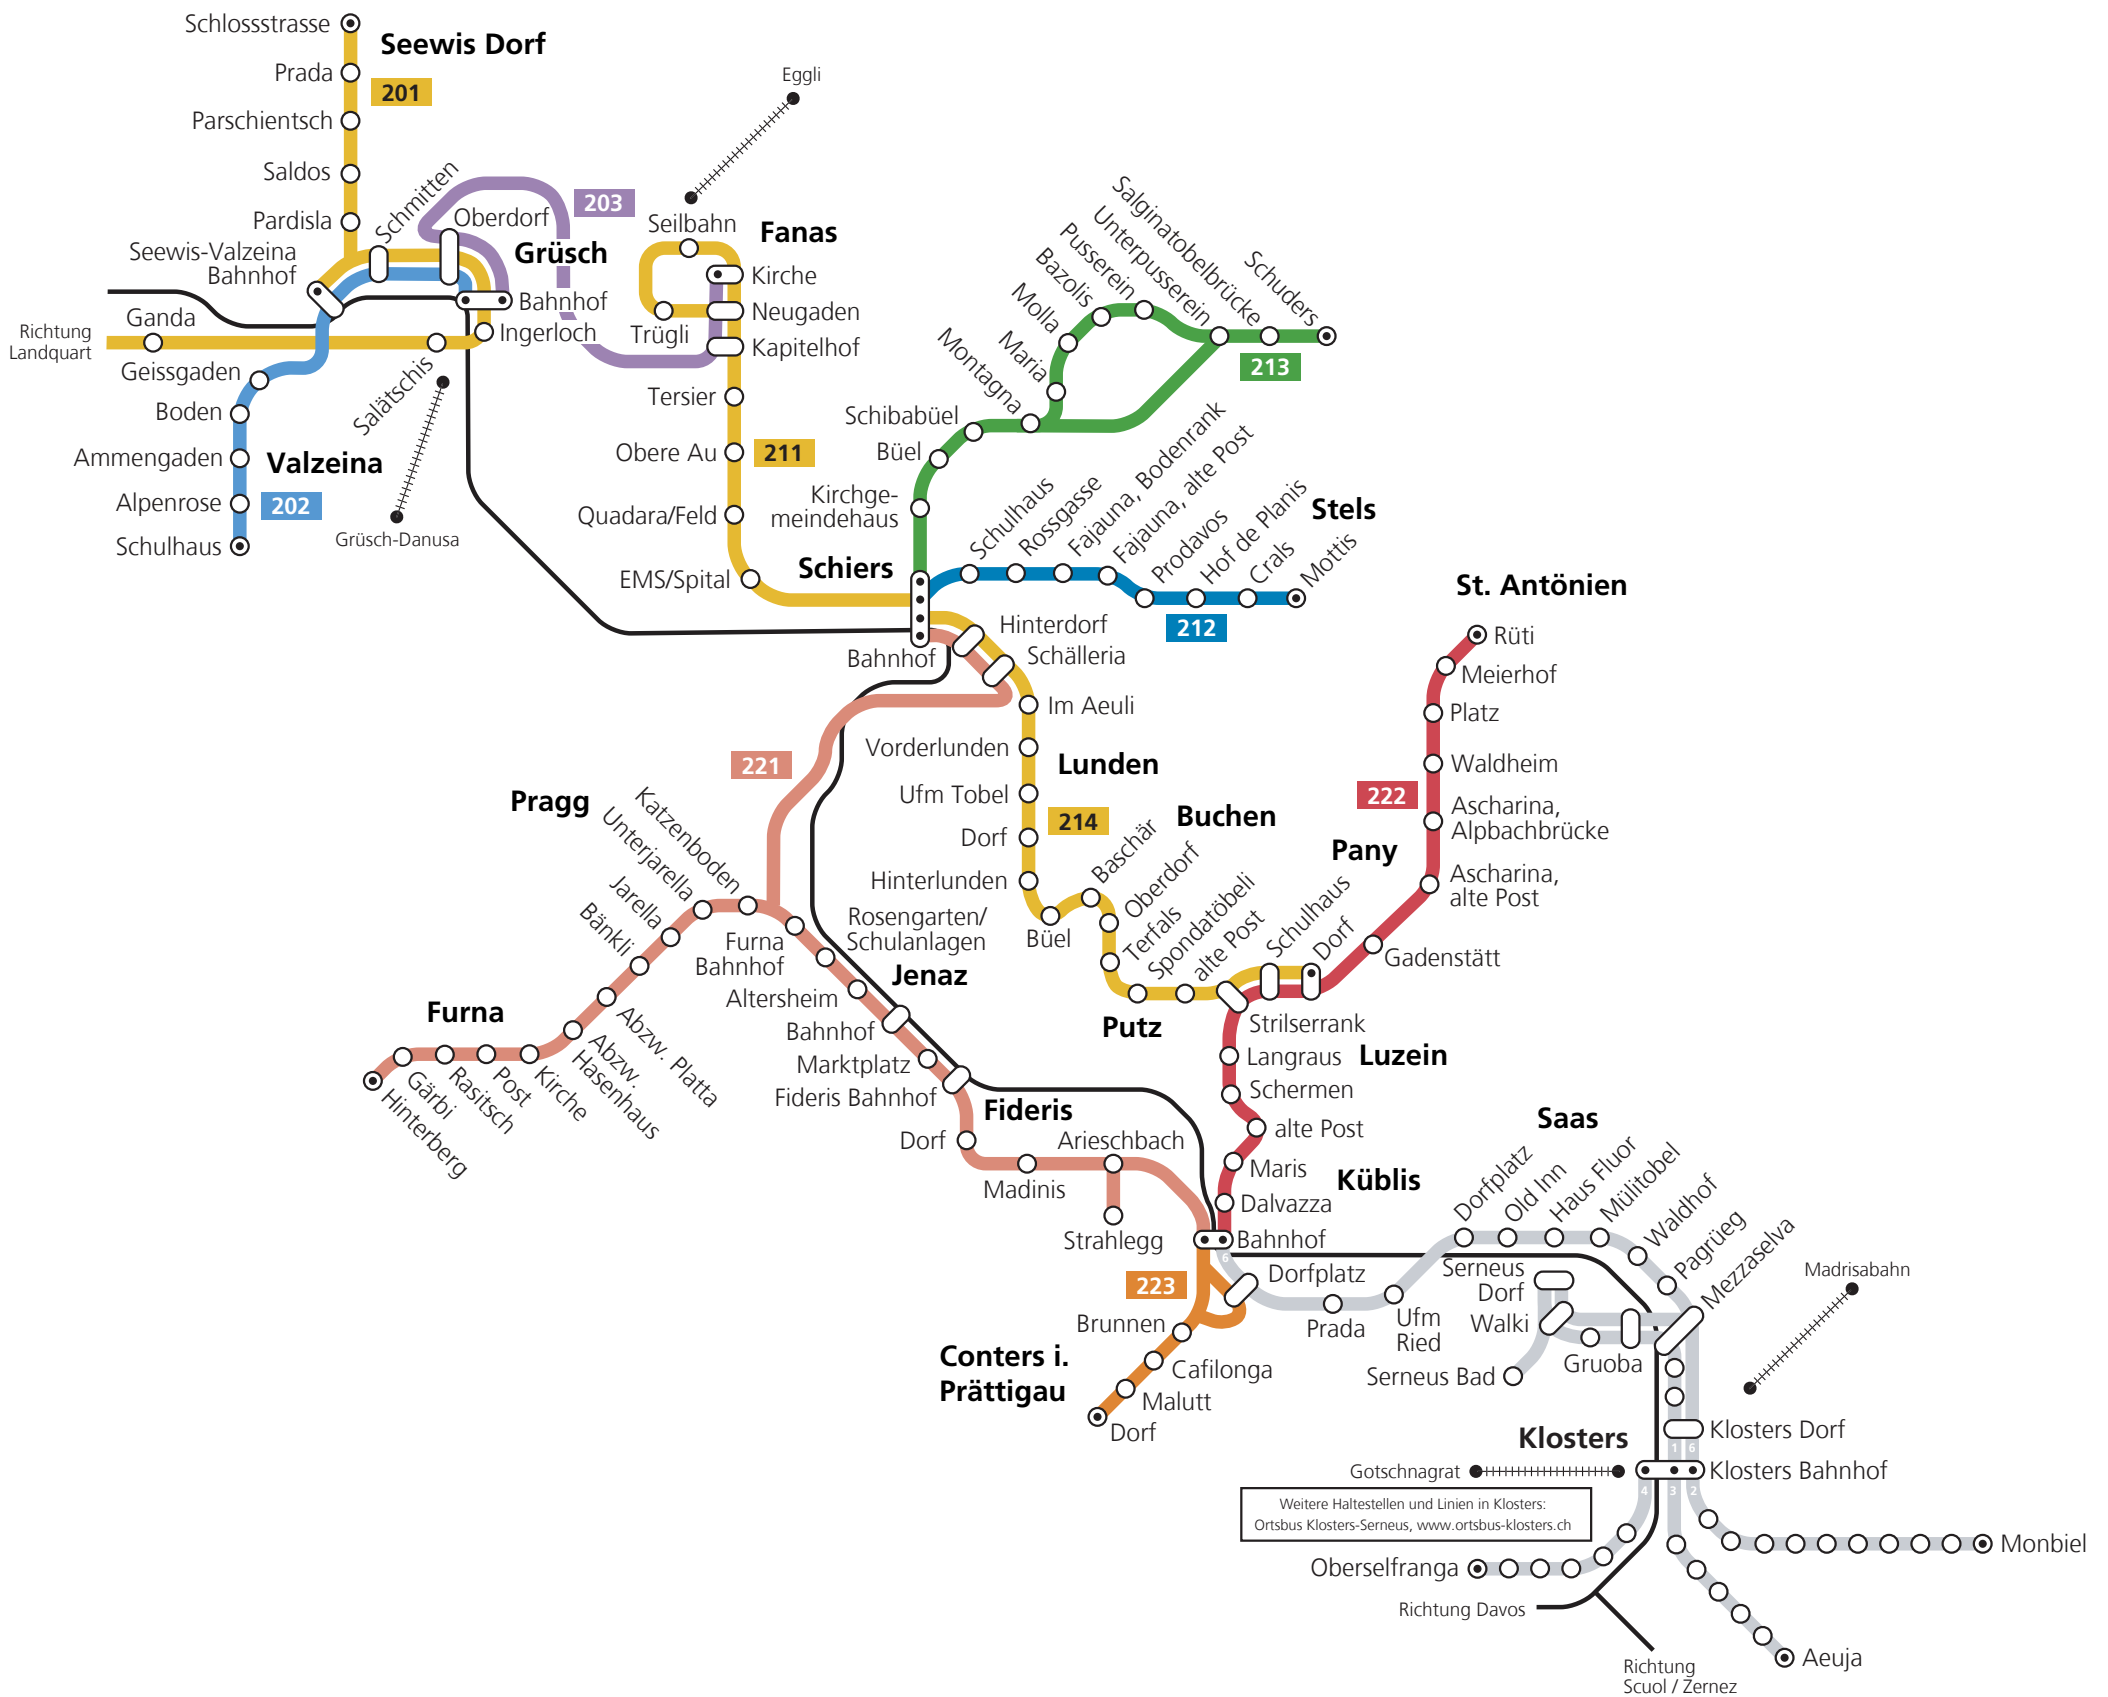 Schlossstrasse
Seewis Dorf
Prada
201
Parschientsch
Saldos
Pardisla
Schmitten
Seewis-Valzeina
Bahnhof
Oberdorf
203
Grüsch
Bahnhof
Ingerloch
Richtung
Landquart
Ganda
Salätschis
Grüsch-Danusa
Geissgaden
Boden
Ammengaden
Valzeina
Alpenrose
202
Schulhaus
Eggli
Seilbahn
Fanas
Kirche
Neugaden
Trügli
Kapitelhof
Tersier
Obere Au
211
Quadara/Feld
EMS/Spital
Schiers
Bahnhof
Kirchge-
meindehaus
Büel
Schibabüel
Montagna
Maria
Molla
Bazolis
Pusserein
Unterpusserein
Salginatobelbrücke
Schuders
213
Schulhaus
Rossgasse
Fajauna, Bodenrank
Fajauna, alte Post
Prodavos
Hof de Planis
Crals
Mottis
Stels
212
Hinterdorf
Schälleria
Im Aeuli
Vorderlunden
Lunden
Ufm Tobel
214
Dorf
Hinterlunden
Büel
Baschär
Buchen
Oberdorf
Terfals
Spondatöbeli
alte Post
Putz
Schulhaus
Dorf
Pany
St. Antönien
Rüti
Meierhof
Platz
Waldheim
222
Ascharina,
Alpbachbrücke
Ascharina,
alte Post
Gadenstätt
Strilserrank
Langraus
Luzein
Schermen
alte Post
Maris
Küblis
Dalvazza
Bahnhof
221
Pragg
Katzenboden
Unterjarella
Jarella
Bänkli
Abzw. Platta
Abzw.
Hasenhaus
Furna
Kirche
Post
Rasitsch
Gärbi
Hinterberg
Furna
Bahnhof
Rosengarten/
Schulanlagen
Jenaz
Altersheim
Bahnhof
Marktplatz
Fideris Bahnhof
Fideris
Dorf
Madinis
Arieschbach
Strahlegg
223
Brunnen
Cafilonga
Malutt
Dorf
Conters i.
Prättigau
6
Dorfplatz
Prada
Ufm
Ried
Saas
Dorfplatz
Old Inn
Haus Fluor
Mülitobel
Waldhof
Pagrüeg
Mezzaselva
Serneus
Dorf
Walki
Gruoba
Serneus Bad
Madrisabahn
Klosters
Klosters Dorf
1 6
Klosters Bahnhof
Gotschnagrat
4 3 2
Weitere Haltestellen und Linien in Klosters:
Ortsbus Klosters-Serneus, www.ortsbus-klosters.ch
Monbiel
Oberselfranga
Richtung Davos
Aeuja
Richtung
Scuol / Zernez